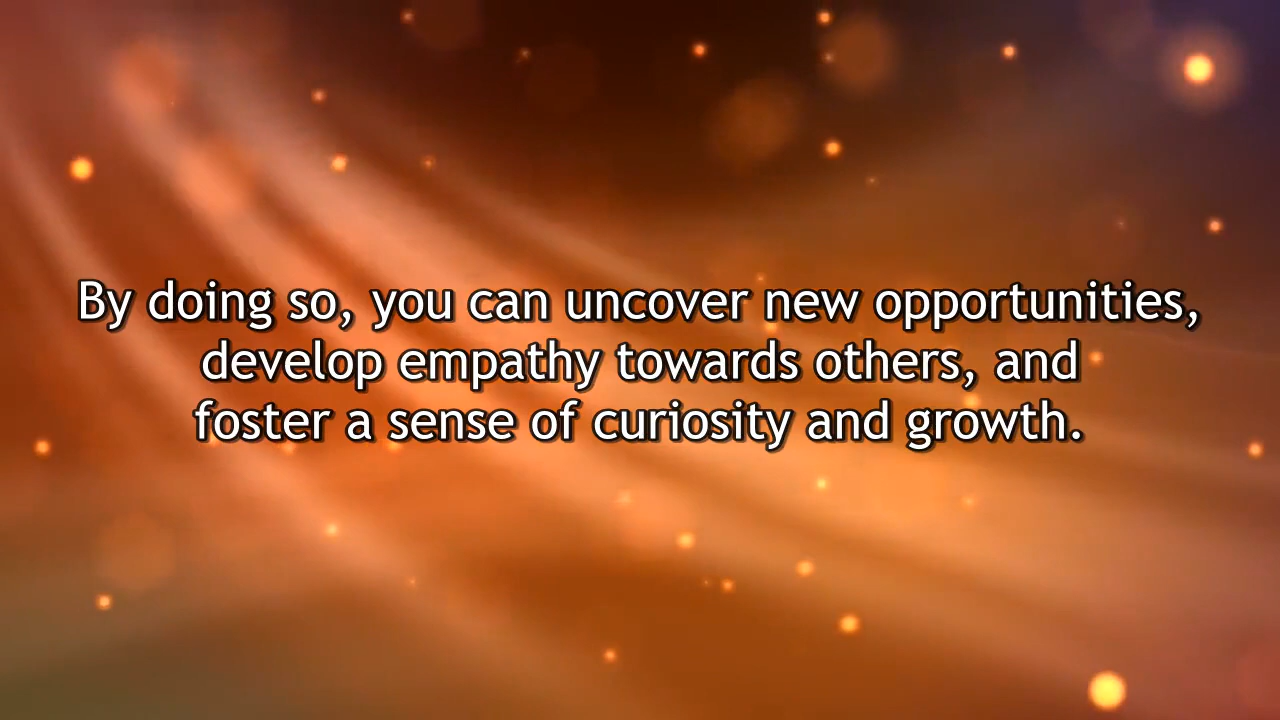 By doing so, you can uncover new opportunities,
develop empathy towards others, and
foster a sense of curiosity and growth.